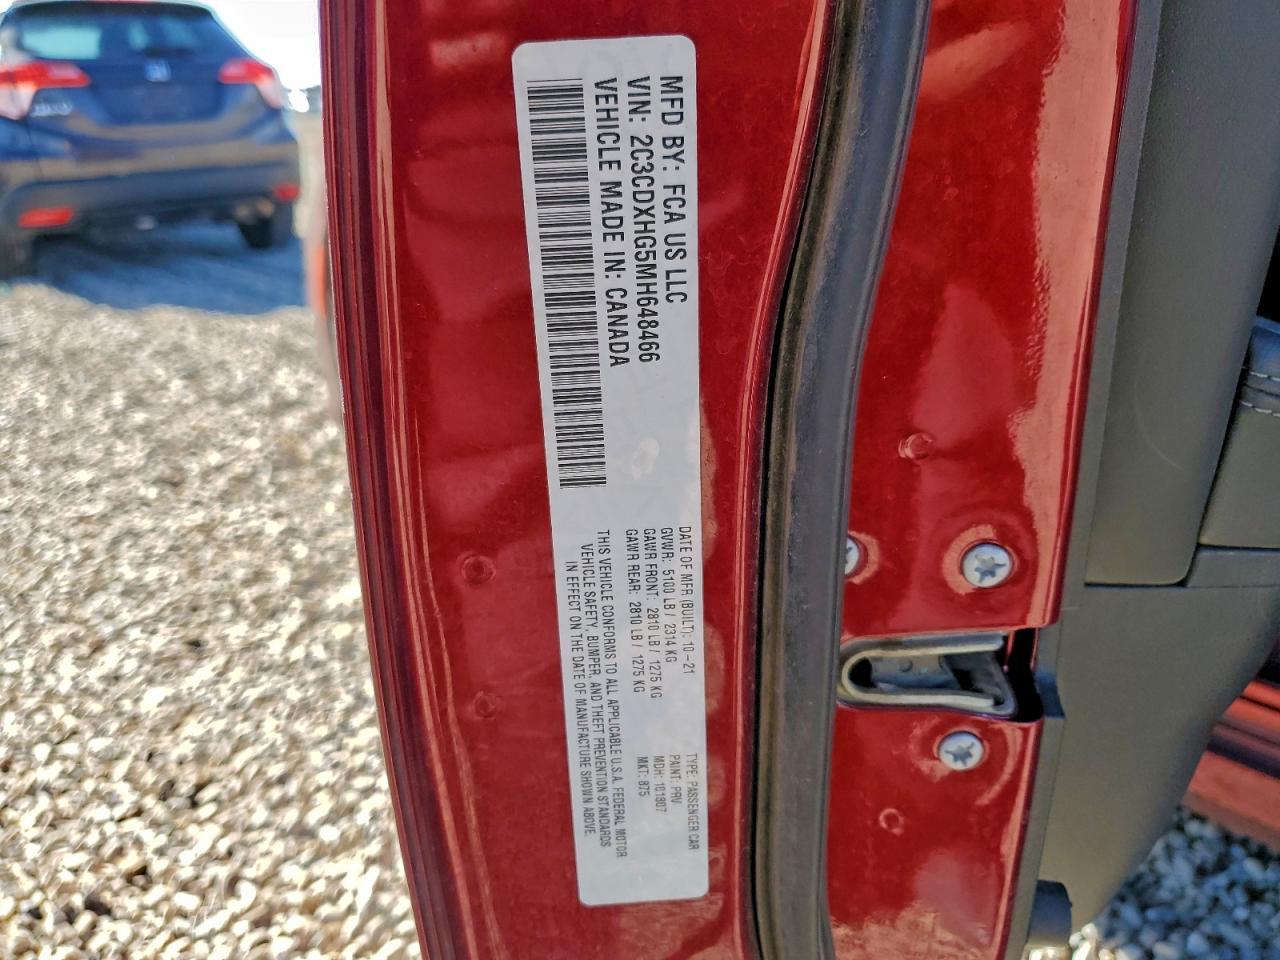 MFD BY: FCA US LLC
VIN: 2C3CDXHG5MH648466
VEHICLE MADE IN: CANADA
DATE OF MFR (BUILT): 10-21
GVWR: 5100 LB / 2314 KG
GAWR FRONT: 2810 LB / 1275 KG
GAWR REAR: 2810 LB / 1275 KG
THIS VEHICLE CONFORMS TO ALL APPLICABLE U.S.A. FEDERAL MOTOR
VEHICLE SAFETY, BUMPER, AND THEFT PREVENTION STANDARDS
IN EFFECT ON THE DATE OF MANUFACTURE SHOWN ABOVE.
TYPE: PASSENGER CAR
PAINT: PRV
MDH: 101807
MKT: 875